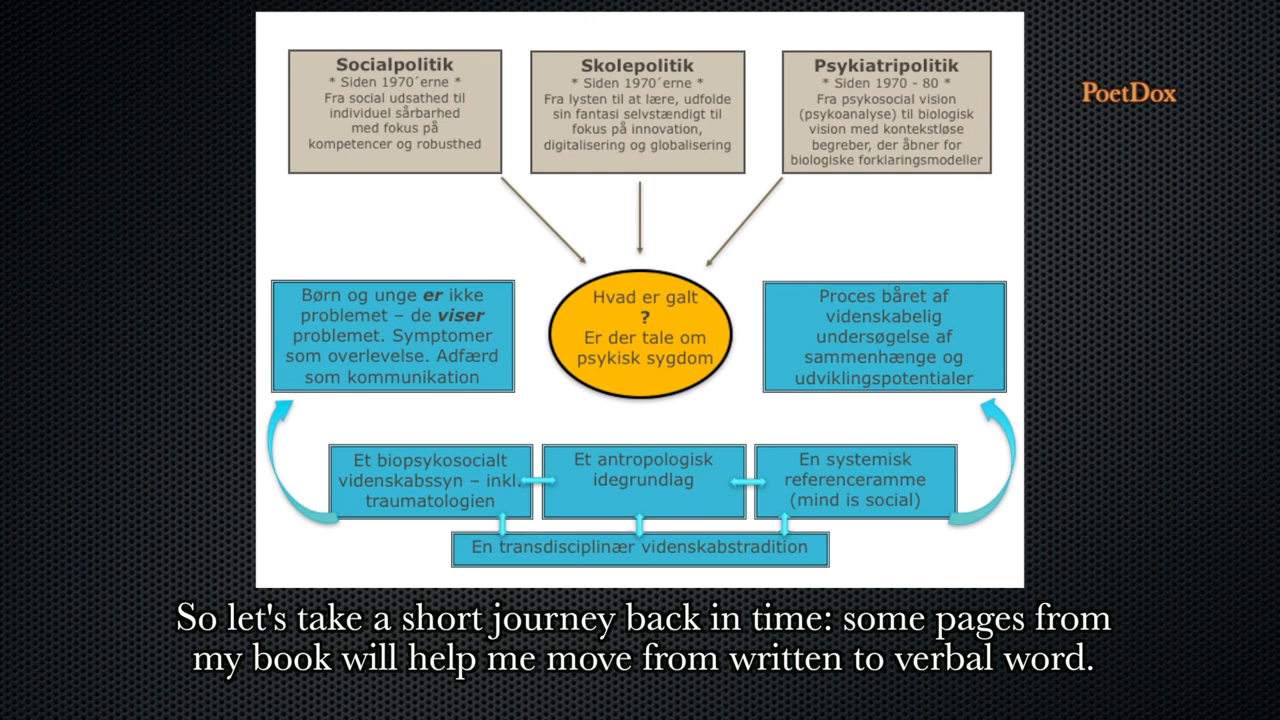 Socialpolitik
* Siden 1970´erne *
Fra social udsathed til
individuel sårbarhed
med fokus på
kompetencer og robusthed
Skolepolitik
* Siden 1970´erne *
Fra lysten til at lære, udfolde
sin fantasi selvstændigt til
fokus på innovation,
digitalisering og globalisering
Psykiatripolitik
* Siden 1970 - 80 *
Fra psykosocial vision
(psykoanalyse) til biologisk
vision med kontekstløse
begreber, der åbner for
biologiske forklaringsmodeller
PoetDox
Børn og unge er ikke
problemet – de viser
problemet. Symptomer
som overlevelse. Adfærd
som kommunikation
Hvad er galt
?
Er der tale om
psykisk sygdom
Proces båret af
videnskabelig
undersøgelse af
sammenhænge og
udviklingspotentialer
Et biopsykosocialt
videnskabssyn – inkl.
traumatologien
Et antropologisk
idegrundlag
En systemisk
referenceramme
(mind is social)
En transdisciplinær videnskabstradition
So let's take a short journey back in time: some pages from
my book will help me move from written to verbal word.